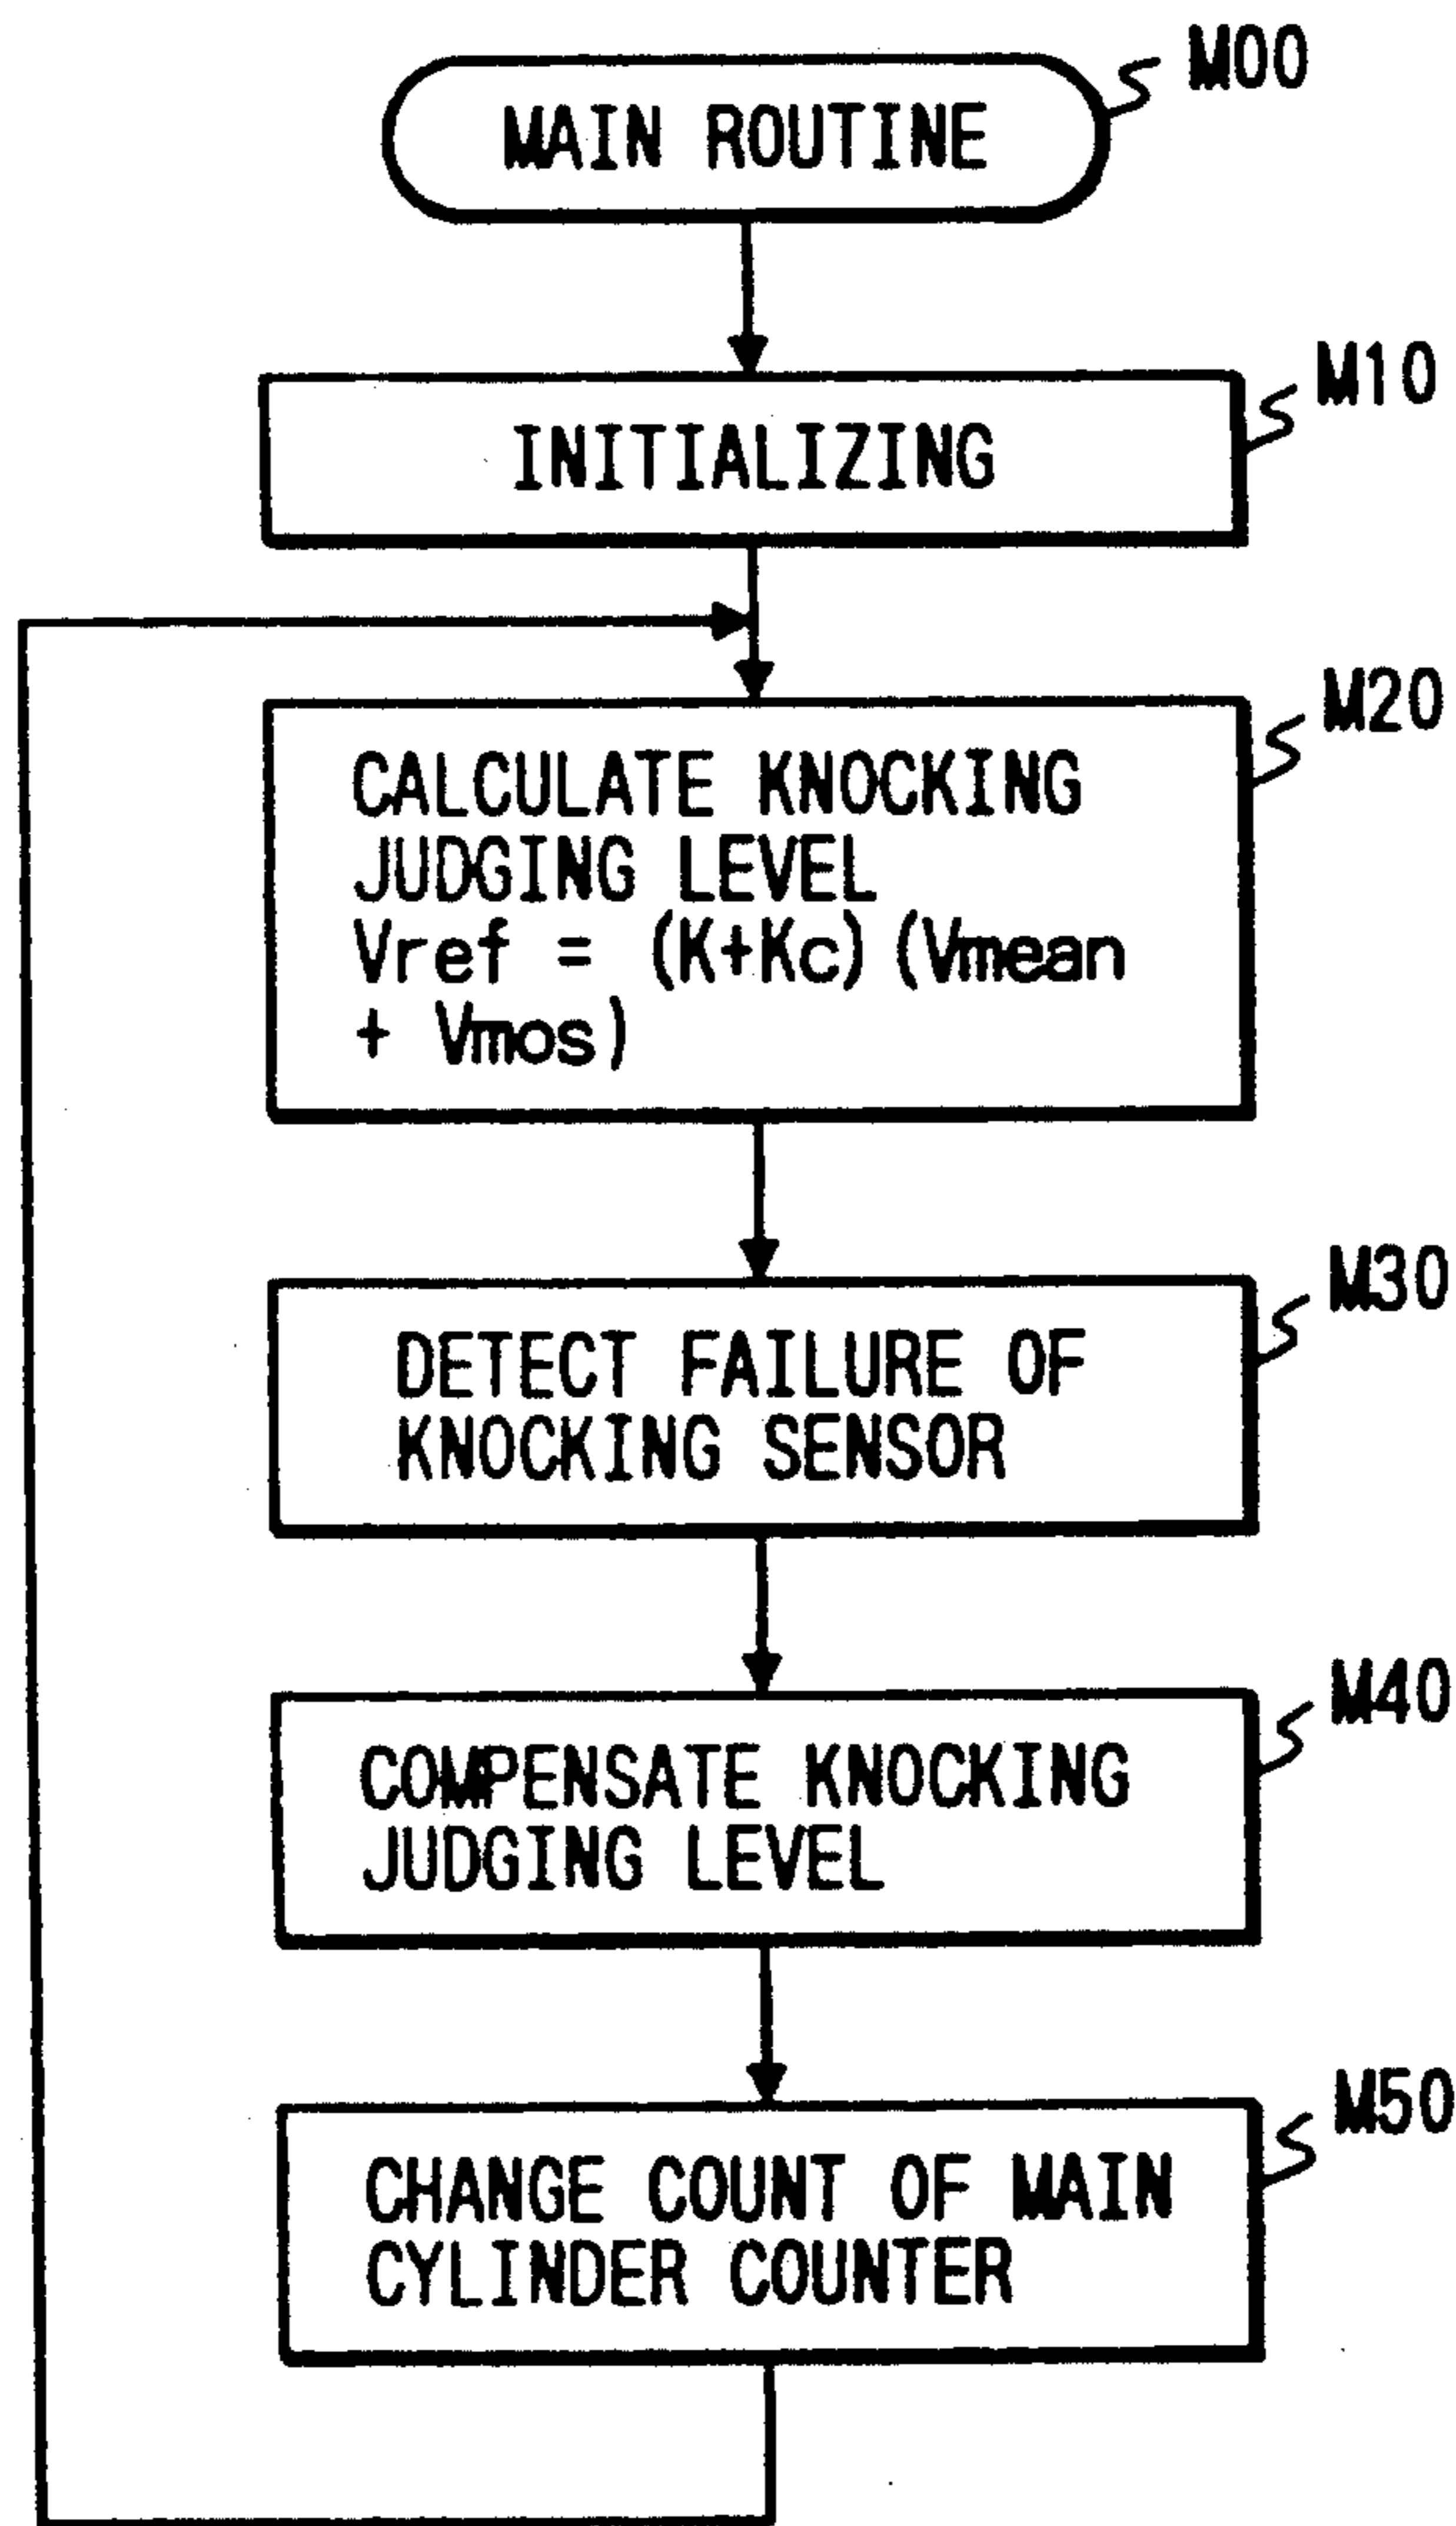 M00
MAIN ROUTINE
M10
INITIALIZING
M20
CALCULATE KNOCKING
JUDGING LEVEL
Vref = (K+Kc) (Vmean
+ Vmos)
M30
DETECT FAILURE OF
KNOCKING SENSOR
M40
COMPENSATE KNOCKING
JUDGING LEVEL
M50
CHANGE COUNT OF MAIN
CYLINDER COUNTER